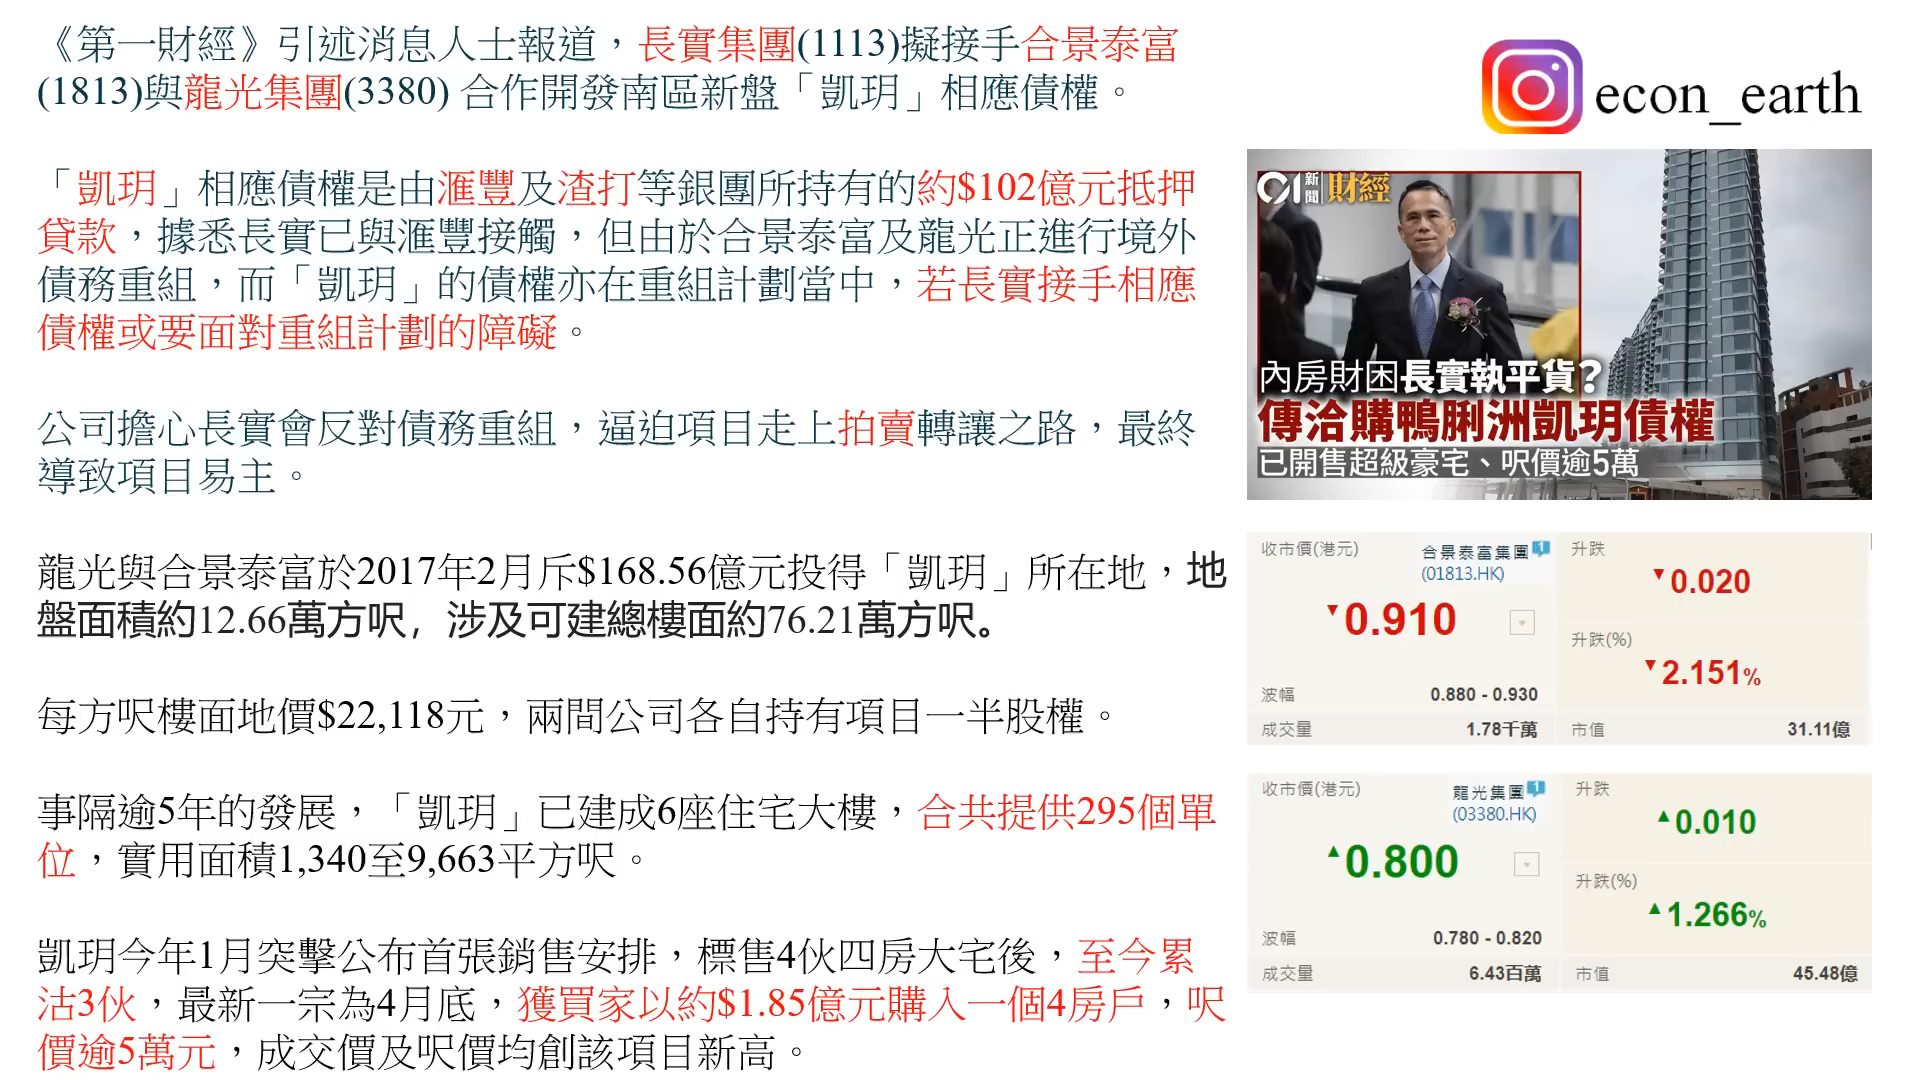 《第一財經》引述消息人士報道，長實集團(1113)擬接手合景泰富
(1813)與龍光集團(3380) 合作開發南區新盤「凱玥」相應債權。
「凱玥」相應債權是由滙豐及渣打等銀團所持有的約$102億元抵押
貸款，據悉長實已與滙豐接觸，但由於合景泰富及龍光正進行境外
債務重組，而「凱玥」的債權亦在重組計劃當中，若長實接手相應
債權或要面對重組計劃的障礙。
公司擔心長實會反對債務重組，逼迫項目走上拍賣轉讓之路，最終
導致項目易主。
龍光與合景泰富於2017年2月斥$168.56億元投得「凱玥」所在地，地
盤面積約12.66萬方呎，涉及可建總樓面約76.21萬方呎。
每方呎樓面地價$22,118元，兩間公司各自持有項目一半股權。
事隔逾5年的發展，「凱玥」已建成6座住宅大樓，合共提供295個單
位，實用面積1,340至9,663平方呎。
凱玥今年1月突擊公布首張銷售安排，標售4伙四房大宅後，至今累
沽3伙，最新一宗為4月底，獲買家以約$1.85億元購入一個4房戶，呎
價逾5萬元，成交價及呎價均創該項目新高。
econ_earth
01新聞 財經
內房財困長實執平貨？
傳洽購鴨脷洲凱玥債權
已開售超級豪宅、呎價逾5萬
收市價(港元) 合景泰富集團 1 升跌
(01813.HK)
▼0.910 ▼0.020
升跌(%)
▼2.151%
波幅 0.880 - 0.930
成交量 1.78千萬 市值 31.11億
收市價(港元) 龍光集團 1 升跌
(03380.HK)
▲0.800 ▲0.010
升跌(%)
▲1.266%
波幅 0.780 - 0.820
成交量 6.43百萬 市值 45.48億